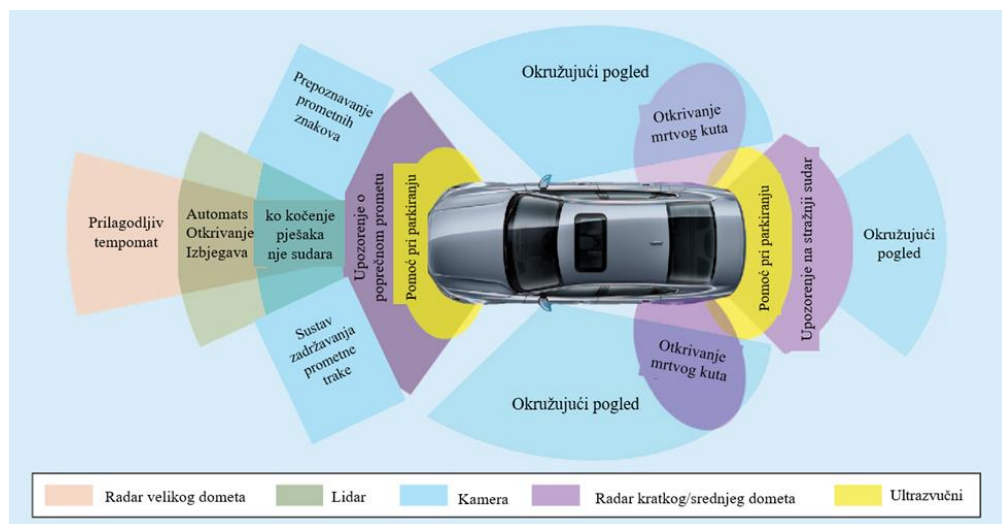 Okružujući pogled
Prepoznavanje
prometnih
znakova
Otkrivanje
mrtvog kuta
Prilagodljiv
tempomat
Automats
Otkrivanje
Izbjegava
ko kočenje
pješaka
nje sudara
Upozorenje o
poprečnom prometu
Pomoć pri parkiranju
Pomoć pri parkiranju
Upozorenje na stražnji sudar
Okružujući
pogled
Sustav
zadržavanja
prometne
trake
Otkrivanje
mrtvog kuta
Okružujući pogled
Radar velikog dometa
Lidar
Kamera
Radar kratkog/srednjeg dometa
Ultrazvučni